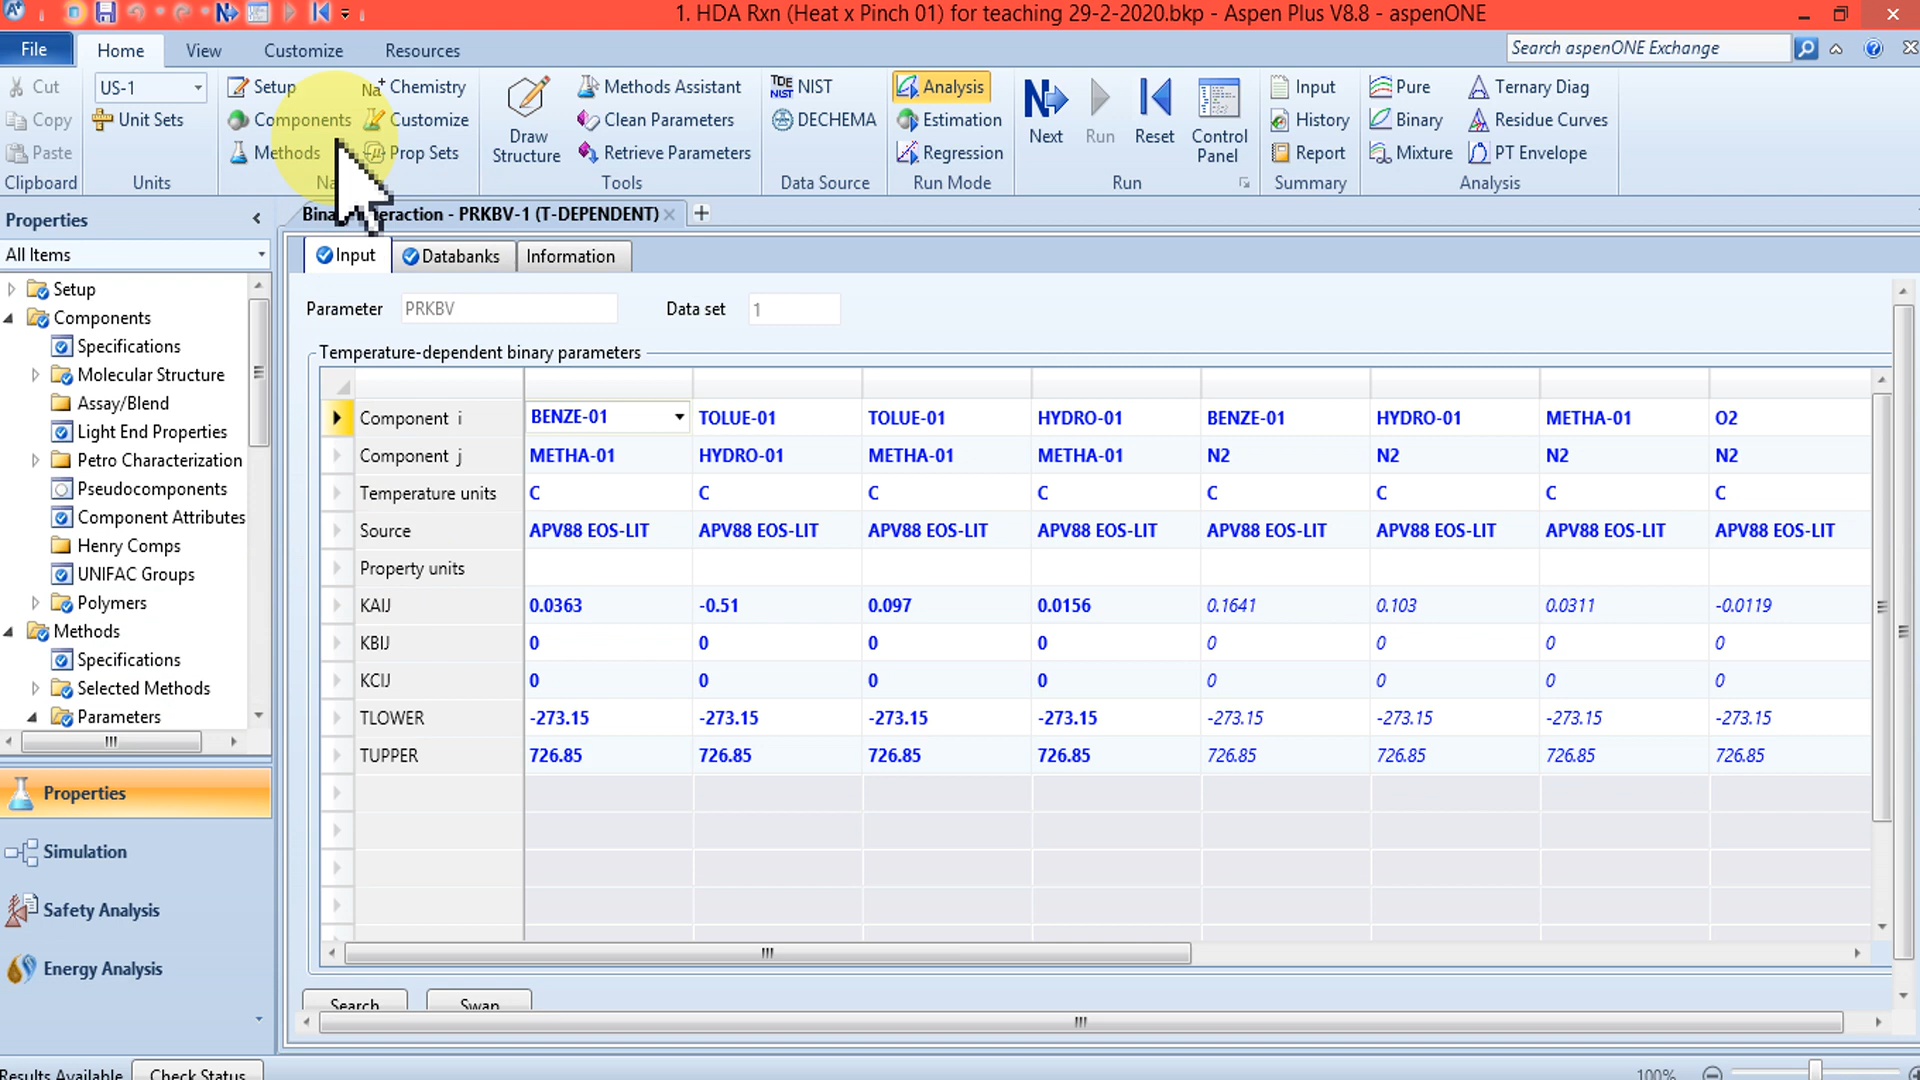 1. HDA Rxn (Heat x Pinch 01) for teaching 29-2-2020.bkp - Aspen Plus V8.8 - aspenONE
File Home View Customize Resources Search aspenONE Exchange
Cut US-1 Setup Chemistry Methods Assistant NIST Analysis Input Pure Ternary Diag
Copy Unit Sets Components Customize Clean Parameters DECHEMA Estimation History Binary Residue Curves
Draw Structure Next Run Reset Control Panel
Paste Methods Prop Sets Retrieve Parameters Regression Report Mixture PT Envelope
Clipboard Units Tools Data Source Run Mode Run Summary Analysis
Properties
Binary Interaction - PRKBV-1 (T-DEPENDENT)
All Items
Input Databanks Information
Setup
Components
Specifications
Molecular Structure
Assay/Blend
Light End Properties
Petro Characterization
Pseudocomponents
Component Attributes
Henry Comps
UNIFAC Groups
Polymers
Methods
Specifications
Selected Methods
Parameters
Properties
Simulation
Safety Analysis
Energy Analysis
Parameter PRKBV Data set 1
Temperature-dependent binary parameters
Component i BENZE-01 TOLUE-01 TOLUE-01 HYDRO-01 BENZE-01 HYDRO-01 METHA-01 O2
Component j METHA-01 HYDRO-01 METHA-01 METHA-01 N2 N2 N2 N2
Temperature units C C C C C C C C
Source APV88 EOS-LIT APV88 EOS-LIT APV88 EOS-LIT APV88 EOS-LIT APV88 EOS-LIT APV88 EOS-LIT APV88 EOS-LIT APV88 EOS-LIT
Property units
KAIJ 0.0363 -0.51 0.097 0.0156 0.1641 0.103 0.0311 -0.0119
KBIJ 0 0 0 0 0 0 0 0
KCIJ 0 0 0 0 0 0 0 0
TLOWER -273.15 -273.15 -273.15 -273.15 -273.15 -273.15 -273.15 -273.15
TUPPER 726.85 726.85 726.85 726.85 726.85 726.85 726.85 726.85
Search Swap
Results Available Check Status 100%